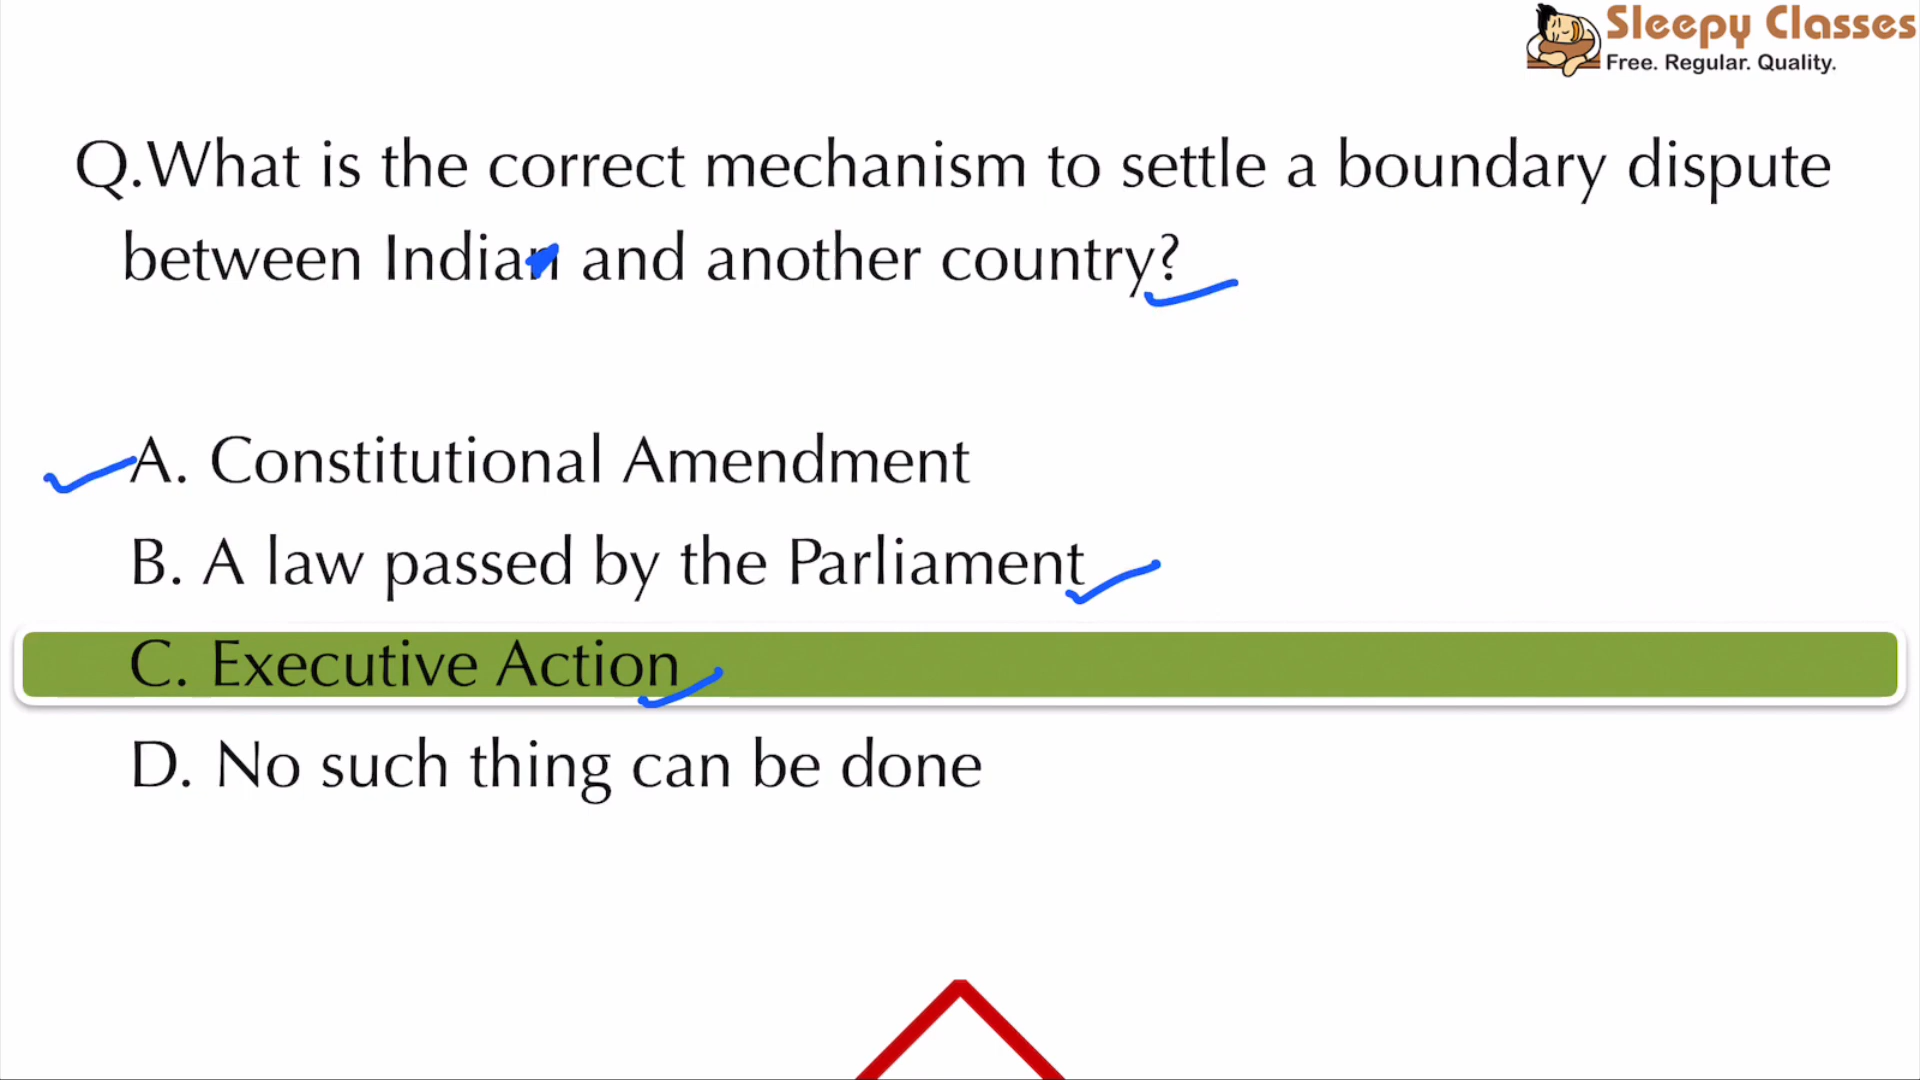 Sleepy Classes
Free. Regular. Quality.
Q.What is the correct mechanism to settle a boundary dispute
between Indian and another country?
A. Constitutional Amendment
B. A law passed by the Parliament
C. Executive Action
D. No such thing can be done